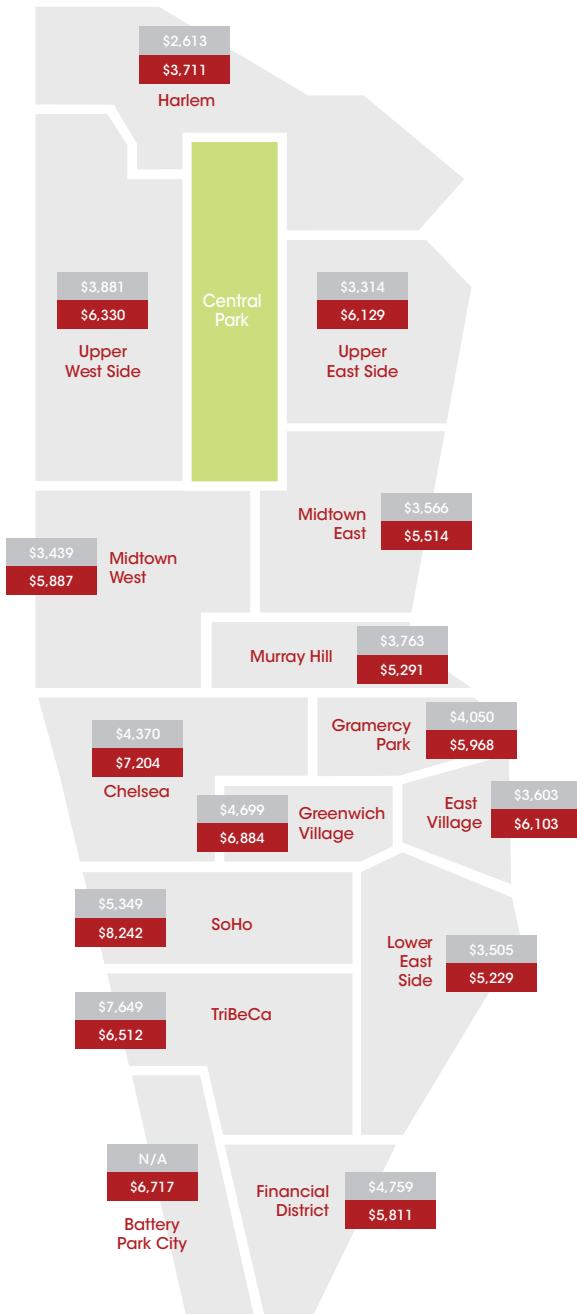 $2,613
$3,711
Harlem
$3,881
$6,330
Upper
West Side
Central
Park
$3,314
$6,129
Upper
East Side
Midtown
East
$3,566
$5,514
$3,439
$5,887
Midtown
West
Murray Hill
$3,763
$5,291
$4,370
$7,204
Chelsea
Gramercy
Park
$4,050
$5,968
$4,699
$6,884
Greenwich
Village
East
Village
$3,603
$6,103
$5,349
$8,242
SoHo
Lower
East
Side
$3,505
$5,229
$7,649
$6,512
TriBeCa
N/A
$6,717
Battery
Park City
Financial
District
$4,759
$5,811